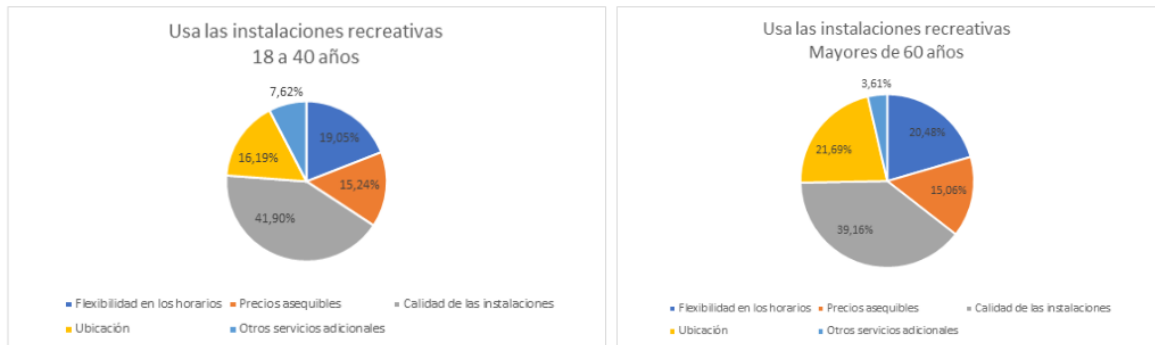 Usa las instalaciones recreativas
18 a 40 años
7,62%
19,05%
16,19%
15,24%
41,90%
Flexibilidad en los horarios Precios asequibles Calidad de las instalaciones
Ubicación Otros servicios adicionales
Usa las instalaciones recreativas
Mayores de 60 años
3,61%
20,48%
21,69%
15,06%
39,16%
Flexibilidad en los horarios Precios asequibles Calidad de las instalaciones
Ubicación Otros servicios adicionales